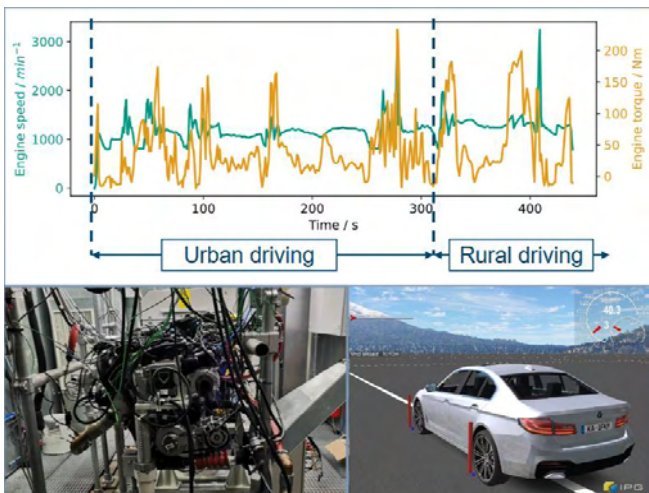 3000
2000
1000
0
Engine speed / min⁻¹
200
150
100
50
0
Engine torque / Nm
0 100 200 300 400
Time / s
Urban driving
Rural driving
IPG